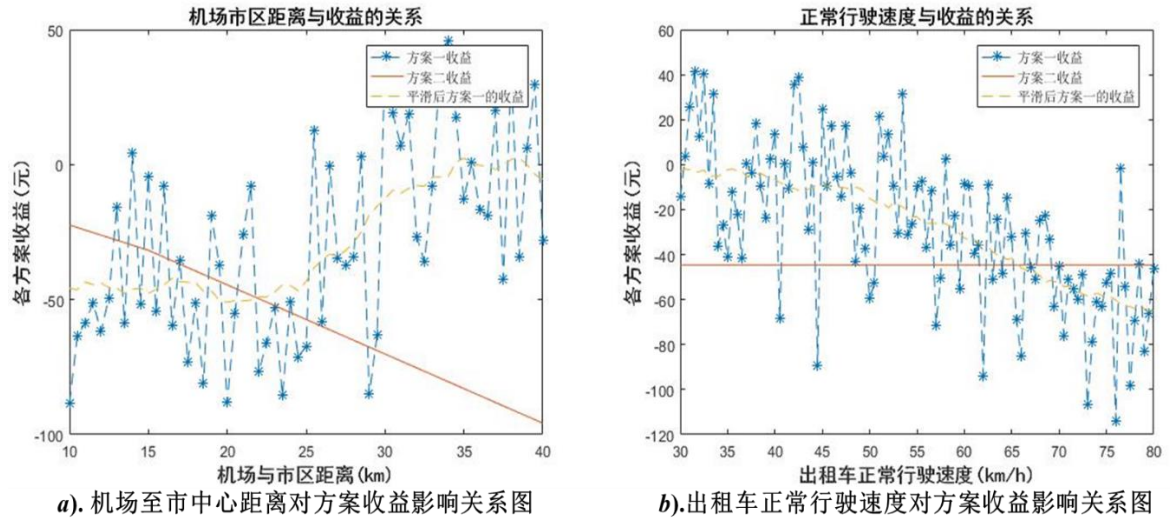 机场市区距离与收益的关系
50
0
-50
-100
各方案收益(元)
方案一收益
方案二收益
平滑后方案一的收益
10 15 20 25 30 35 40
机场与市区距离(km)
a). 机场至市中心距离对方案收益影响关系图
正常行驶速度与收益的关系
60
40
20
0
-20
-40
-60
-80
-100
-120
各方案收益(元)
方案一收益
方案二收益
平滑后方案一的收益
30 35 40 45 50 55 60 65 70 75 80
出租车正常行驶速度(km/h)
b).出租车正常行驶速度对方案收益影响关系图